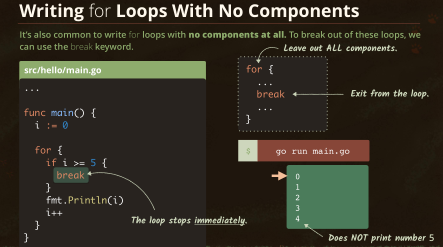 Writing for Loops With No Components
It's also common to write for loops with no components at all. To break out of these loops, we
can use the break keyword.
Leave out ALL components.
src/hello/main.go
...
func main() {
i := 0
for {
if i >= 5 {
break
}
fmt.Println(i)
i++
}
}
The loop stops immediately.
for {
...
break
...
}
Exit from the loop.
$ go run main.go
0
1
2
3
4
Does NOT print number 5